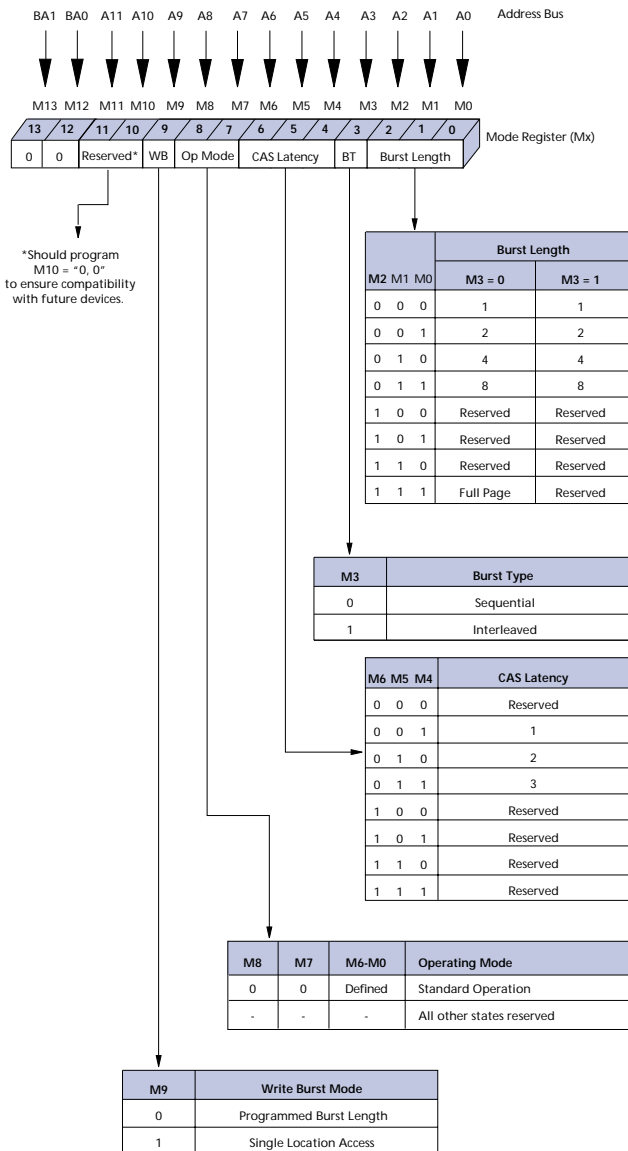 BA1 BA0 A11 A10 A9 A8 A7 A6 A5 A4 A3 A2 A1 A0 Address Bus
M13 M12 M11 M10 M9 M8 M7 M6 M5 M4 M3 M2 M1 M0
13 12 11 10 9 8 7 6 5 4 3 2 1 0 Mode Register (Mx)
0 0 Reserved* WB Op Mode CAS Latency BT Burst Length
*Should program
M10 = “0, 0”
to ensure compatibility
with future devices.
Burst Length
M2 M1 M0 M3 = 0 M3 = 1
0 0 0 1 1
0 0 1 2 2
0 1 0 4 4
0 1 1 8 8
1 0 0 Reserved Reserved
1 0 1 Reserved Reserved
1 1 0 Reserved Reserved
1 1 1 Full Page Reserved
M3 Burst Type
0 Sequential
1 Interleaved
M6 M5 M4 CAS Latency
0 0 0 Reserved
0 0 1 1
0 1 0 2
0 1 1 3
1 0 0 Reserved
1 0 1 Reserved
1 1 0 Reserved
1 1 1 Reserved
M8 M7 M6-M0 Operating Mode
0 0 Defined Standard Operation
- - - All other states reserved
M9 Write Burst Mode
0 Programmed Burst Length
1 Single Location Access